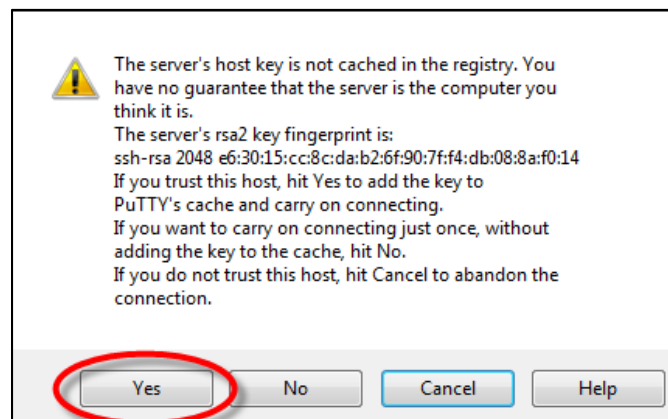 The server's host key is not cached in the registry. You
have no guarantee that the server is the computer you
think it is.
The server's rsa2 key fingerprint is:
ssh-rsa 2048 e6:30:15:cc:8c:da:b2:6f:90:7f:f4:db:08:8a:f0:14
If you trust this host, hit Yes to add the key to
PuTTY's cache and carry on connecting.
If you want to carry on connecting just once, without
adding the key to the cache, hit No.
If you do not trust this host, hit Cancel to abandon the
connection.
Yes No Cancel Help